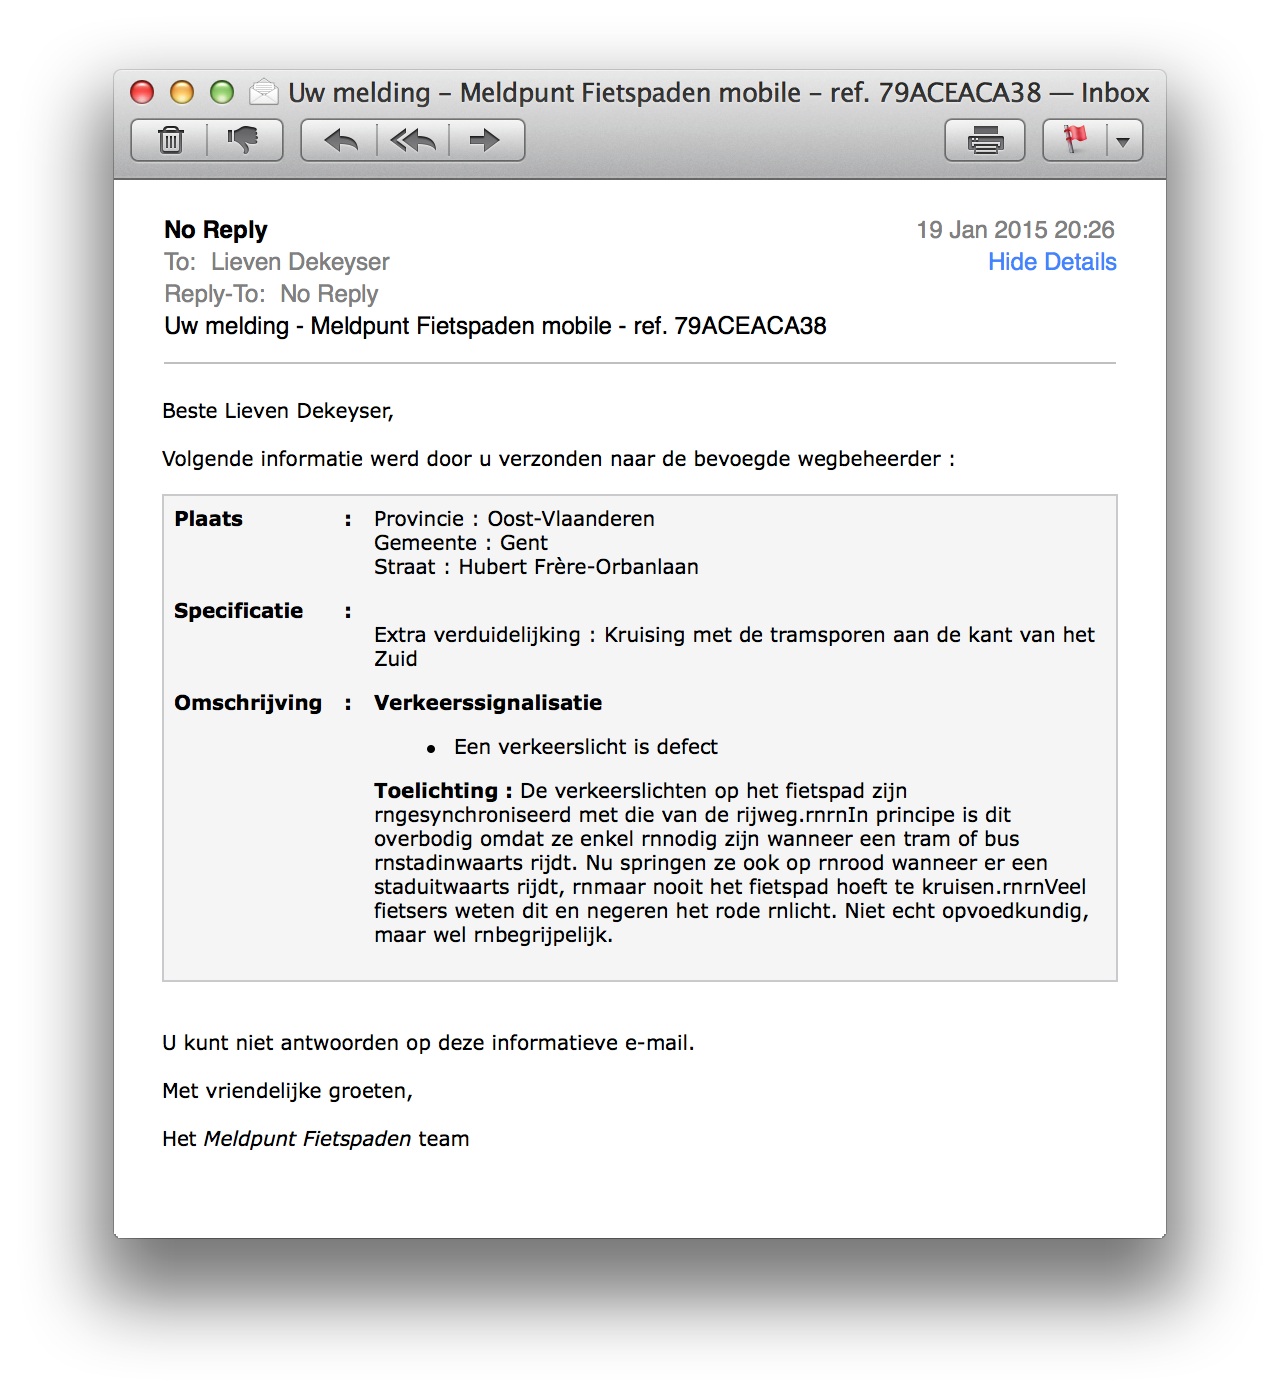 Uw melding – Meldpunt Fietspaden mobile – ref. 79ACEACA38 — Inbox
No Reply
19 Jan 2015 20:26
To: Lieven Dekeyser
Hide Details
Reply-To: No Reply
Uw melding - Meldpunt Fietspaden mobile - ref. 79ACEACA38
Beste Lieven Dekeyser,
Volgende informatie werd door u verzonden naar de bevoegde wegbeheerder :
Plaats : Provincie : Oost-Vlaanderen
Gemeente : Gent
Straat : Hubert Frère-Orbanlaan
Specificatie :
Extra verduidelijking : Kruising met de tramsporen aan de kant van het
Zuid
Omschrijving : Verkeerssignalisatie
• Een verkeerslicht is defect
Toelichting : De verkeerslichten op het fietspad zijn
rngesynchroniseerd met die van de rijweg.rnrnIn principe is dit
overbodig omdat ze enkel rnnodig zijn wanneer een tram of bus
rnstadinwaarts rijdt. Nu springen ze ook op rnrood wanneer er een
staduitwaarts rijdt, rnmaar nooit het fietspad hoeft te kruisen.rnrnVeel
fietsers weten dit en negeren het rode rnlicht. Niet echt opvoedkundig,
maar wel rnbegrijpelijk.
U kunt niet antwoorden op deze informatieve e-mail.
Met vriendelijke groeten,
Het Meldpunt Fietspaden team